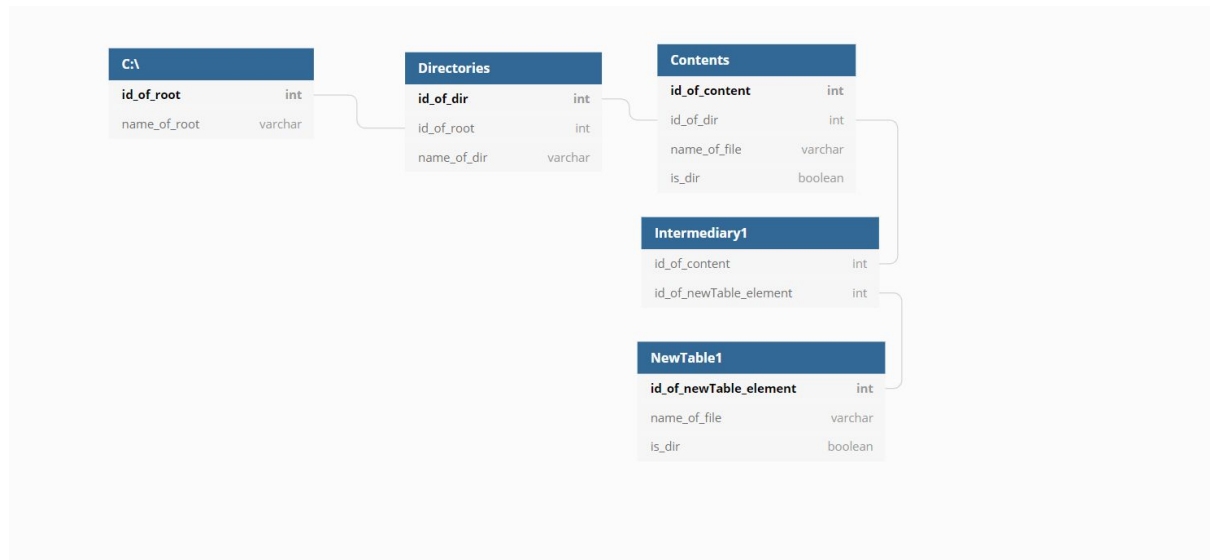 C:\
id_of_root int
name_of_root varchar
Directories
id_of_dir int
id_of_root int
name_of_dir varchar
Contents
id_of_content int
id_of_dir int
name_of_file varchar
is_dir boolean
Intermediary1
id_of_content int
id_of_newTable_element int
NewTable1
id_of_newTable_element int
name_of_file varchar
is_dir boolean